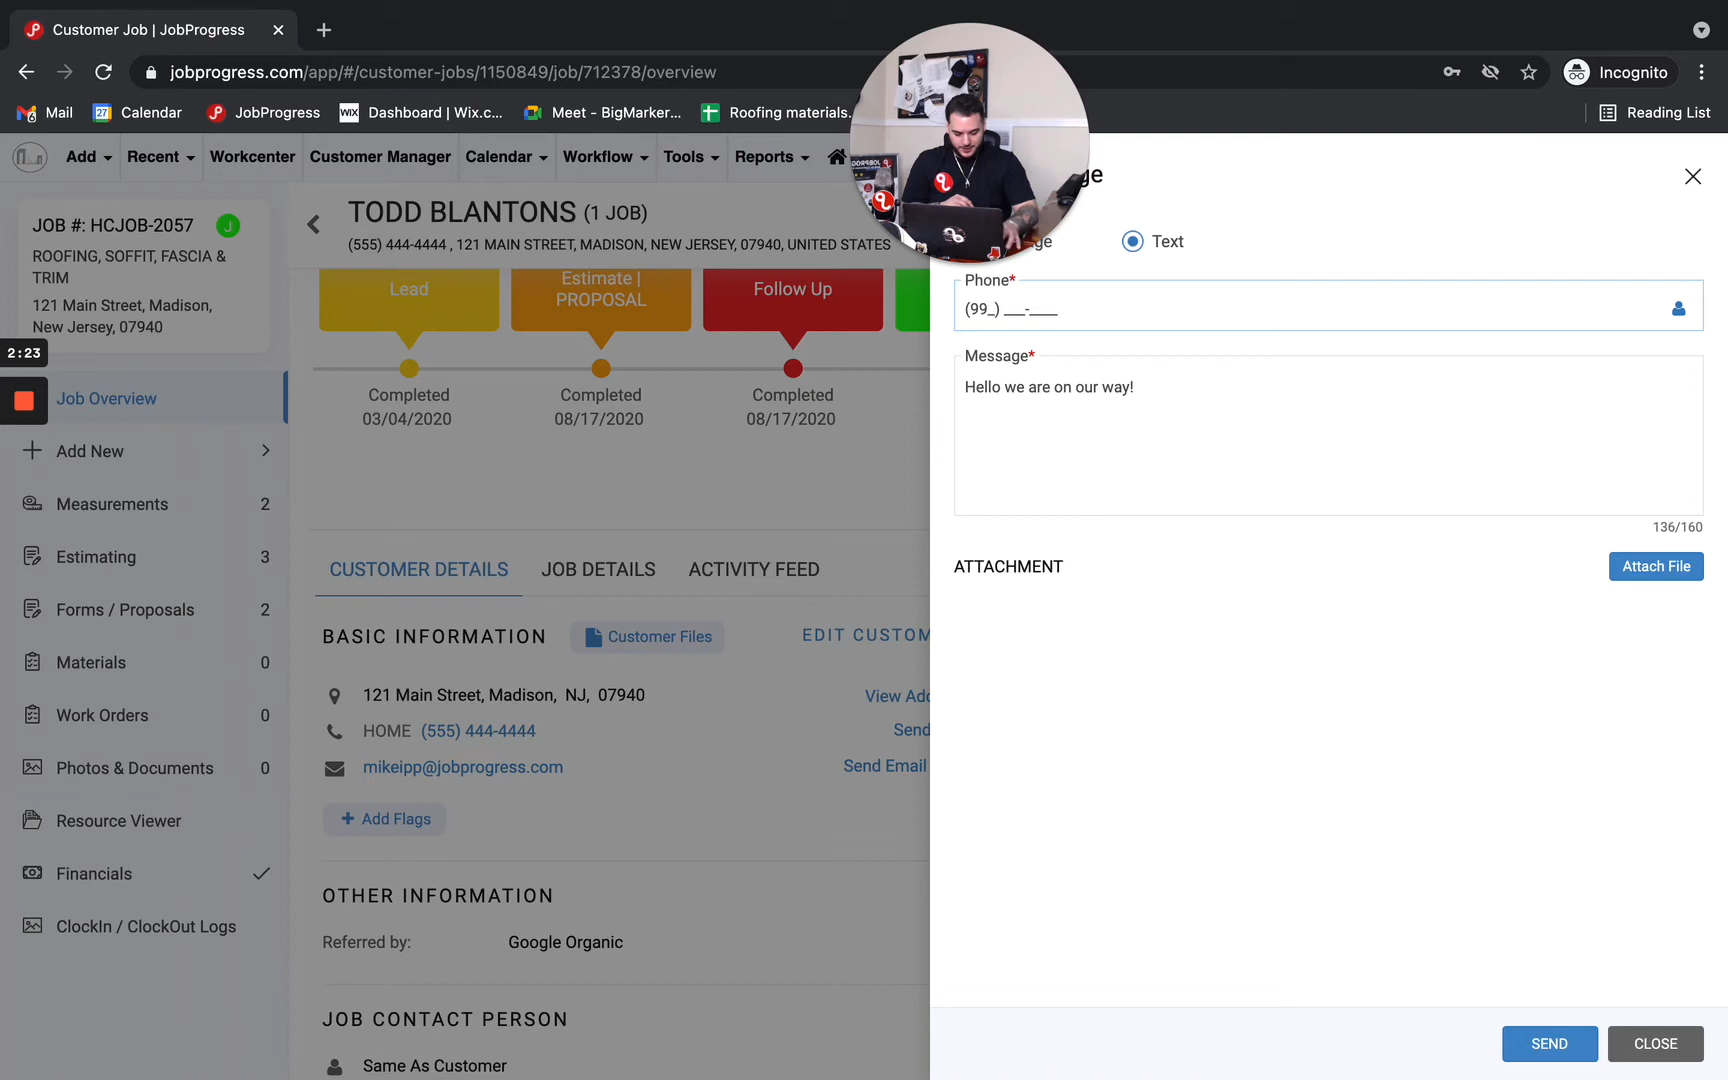 Customer Job | JobProgress
jobprogress.com/app/#/customer-jobs/1150849/job/712378/overview
Incognito
Mail
27
Calendar
JobProgress
WIX
Dashboard | Wix.c...
Meet - BigMarker...
Roofing materials.
Reading List
Add
Recent
Workcenter
Customer Manager
Calendar
Workflow
Tools
Reports
JOB #: HCJOB-2057
J
ROOFING, SOFFIT, FASCIA &
TRIM
121 Main Street, Madison,
New Jersey, 07940
2:23
Job Overview
Add New
Measurements 2
Estimating 3
Forms / Proposals 2
Materials 0
Work Orders 0
Photos & Documents 0
Resource Viewer
Financials
ClockIn / ClockOut Logs
TODD BLANTONS (1 JOB)
(555) 444-4444 , 121 MAIN STREET, MADISON, NEW JERSEY, 07940, UNITED STATES
Lead
Estimate |
PROPOSAL
Follow Up
Completed
03/04/2020
Completed
08/17/2020
Completed
08/17/2020
CUSTOMER DETAILS
JOB DETAILS
ACTIVITY FEED
BASIC INFORMATION
Customer Files
EDIT CUSTOM
121 Main Street, Madison, NJ, 07940
View Add
HOME (555) 444-4444
Send
mikeipp@jobprogress.com
Send Email
Add Flags
OTHER INFORMATION
Referred by: Google Organic
JOB CONTACT PERSON
Same As Customer
ge
ge
Text
Phone*
(99_) ___-____
Message*
Hello we are on our way!
136/160
ATTACHMENT
Attach File
SEND
CLOSE